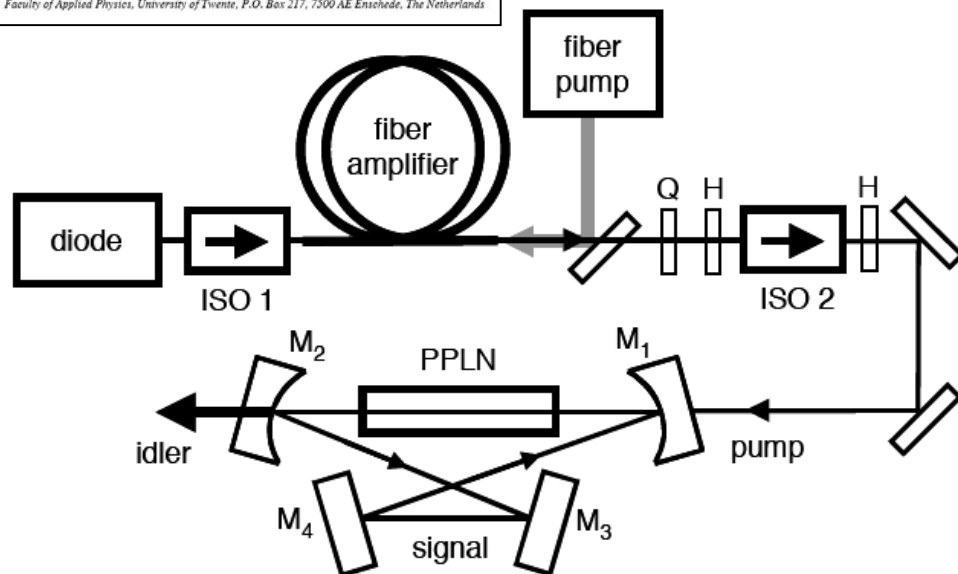 Faculty of Applied Physics, University of Twente, P.O. Box 217, 7500 AE Enschede, The Netherlands
fiber
pump
fiber
amplifier
Q
H
H
diode
ISO 1
ISO 2
M2
PPLN
M1
idler
pump
M4
M3
signal